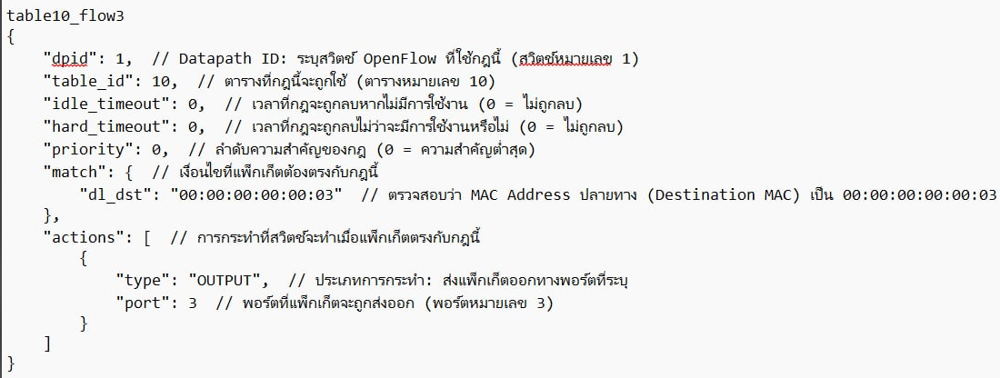 table10_flow3
{
    "dpid": 1,  // Datapath ID: ระบุสวิตช์ OpenFlow ที่ใช้กฎนี้ (สวิตช์หมายเลข 1)
    "table_id": 10,  // ตารางที่กฎนี้จะถูกใช้ (ตารางหมายเลข 10)
    "idle_timeout": 0,  // เวลาที่กฎจะถูกลบหากไม่มีการใช้งาน (0 = ไม่ถูกลบ)
    "hard_timeout": 0,  // เวลาที่กฎจะถูกลบไม่ว่าจะมีการใช้งานหรือไม่ (0 = ไม่ถูกลบ)
    "priority": 0,  // ลำดับความสำคัญของกฎ (0 = ความสำคัญต่ำสุด)
    "match": {  // เงื่อนไขที่แพ็กเก็ตต้องตรงกับกฎนี้
        "dl_dst": "00:00:00:00:00:03"  // ตรวจสอบว่า MAC Address ปลายทาง (Destination MAC) เป็น 00:00:00:00:00:03
    },
    "actions": [  // การกระทำที่สวิตช์จะทำเมื่อแพ็กเก็ตตรงกับกฎนี้
        {
            "type": "OUTPUT",  // ประเภทการกระทำ: ส่งแพ็กเก็ตออกทางพอร์ตที่ระบุ
            "port": 3  // พอร์ตที่แพ็กเก็ตจะถูกส่งออก (พอร์ตหมายเลข 3)
        }
    ]
}